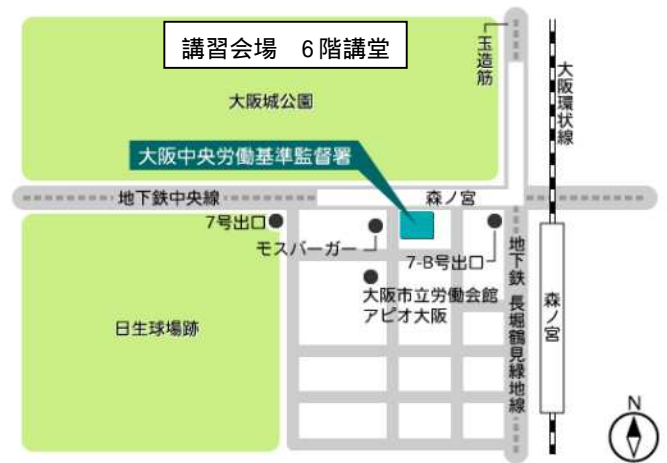 講習会場 6階講堂
玉造筋
大阪環状線
大阪城公園
大阪中央労働基準監督署
地下鉄中央線
森ノ宮
7号出口
モスバーガー
7-B号出口
大阪市立労働会館
アピオ大阪
地下鉄 長堀鶴見緑地線
森ノ宮
日生球場跡
N